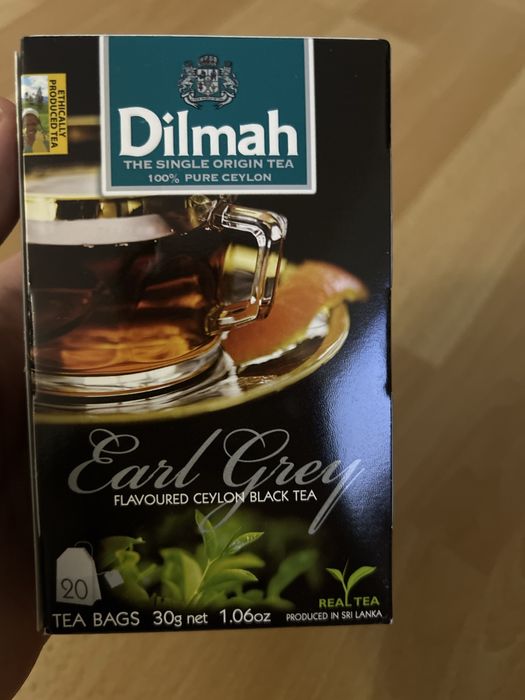 ETHICALLY
PRODUCED TEA
Dilmah
THE SINGLE ORIGIN TEA
100% PURE CEYLON
Earl Grey
FLAVOURED CEYLON BLACK TEA
20
TEA BAGS 30g net 1.06oz
REAL TEA
PRODUCED IN SRI LANKA